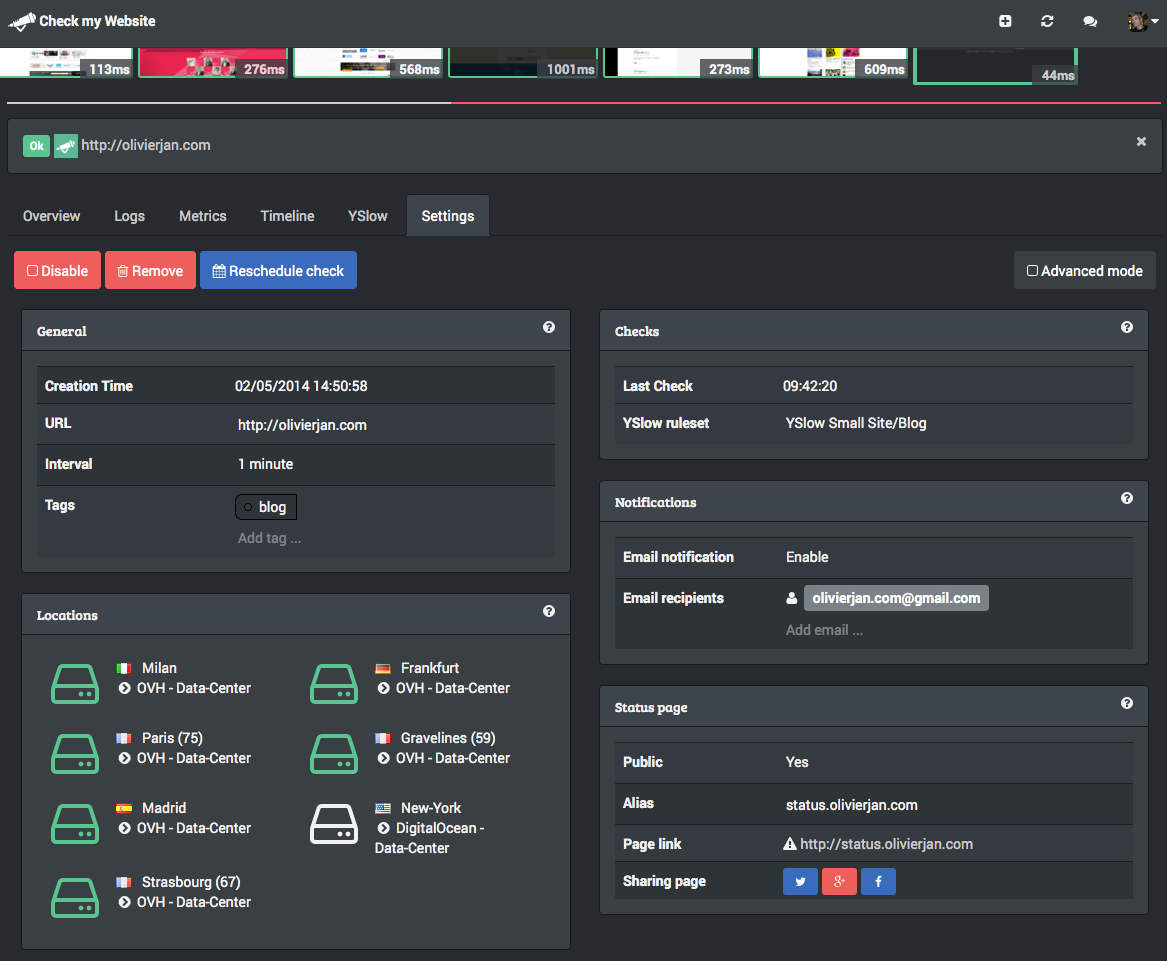 Check my Website
113ms
276ms
568ms
1001ms
273ms
609ms
44ms
Ok http://olivierjan.com
Overview Logs Metrics Timeline YSlow Settings
Disable Remove Reschedule check Advanced mode
General
Creation Time 02/05/2014 14:50:58
URL http://olivierjan.com
Interval 1 minute
Tags blog
Add tag ...
Locations
Milan
OVH - Data-Center
Frankfurt
OVH - Data-Center
Paris (75)
OVH - Data-Center
Gravelines (59)
OVH - Data-Center
Madrid
OVH - Data-Center
New-York
DigitalOcean -
Data-Center
Strasbourg (67)
OVH - Data-Center
Checks
Last Check 09:42:20
YSlow ruleset YSlow Small Site/Blog
Notifications
Email notification Enable
Email recipients olivierjan.com@gmail.com
Add email ...
Status page
Public Yes
Alias status.olivierjan.com
Page link http://status.olivierjan.com
Sharing page